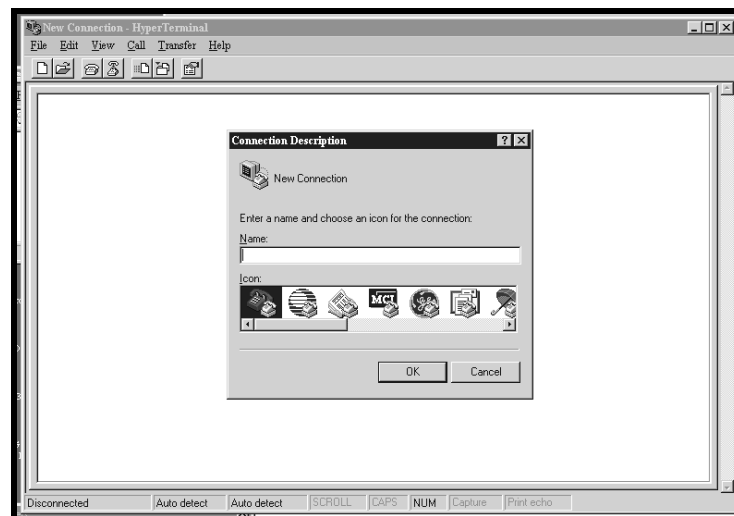 New Connection - HyperTerminal
File Edit View Call Transfer Help
Connection Description
New Connection
Enter a name and choose an icon for the connection:
Name:
Icon:
MCI
OK Cancel
Disconnected Auto detect Auto detect SCROLL CAPS NUM Capture Print echo